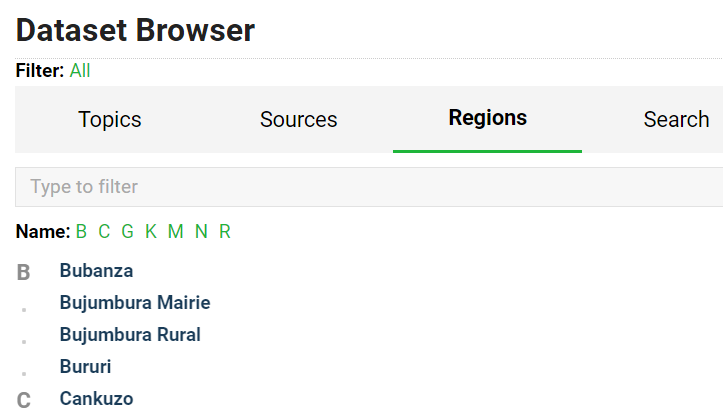 Dataset Browser
Filter: All
Topics Sources Regions Search
Type to filter
Name: B C G K M N R
B Bubanza
. Bujumbura Mairie
. Bujumbura Rural
. Bururi
C Cankuzo